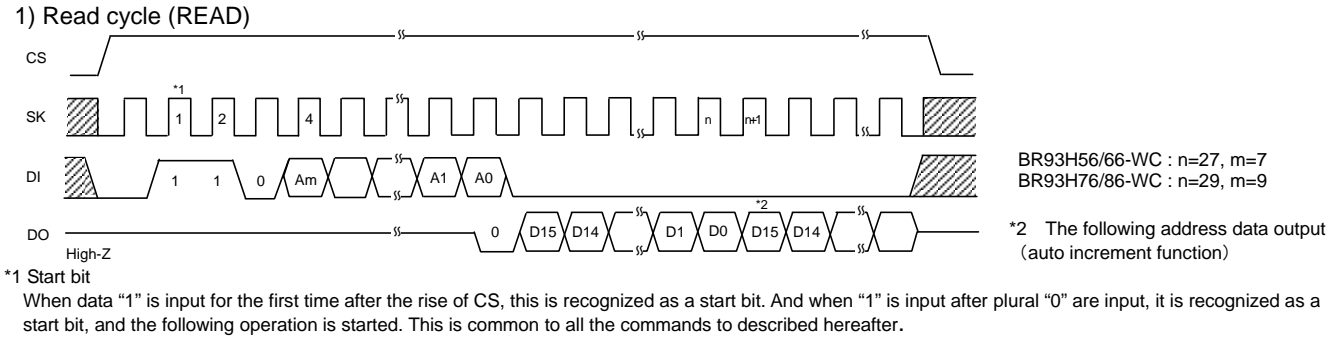 1) Read cycle (READ)
CS
*1
SK 1 2 4 n n+1
DI 1 1 0 Am A1 A0
BR93H56/66-WC : n=27, m=7
BR93H76/86-WC : n=29, m=9
*2
DO 0 D15 D14 D1 D0 D15 D14
High-Z
*2 The following address data output
（auto increment function）
*1 Start bit
When data “1” is input for the first time after the rise of CS, this is recognized as a start bit. And when “1” is input after plural “0” are input, it is recognized as a
start bit, and the following operation is started. This is common to all the commands to described hereafter.